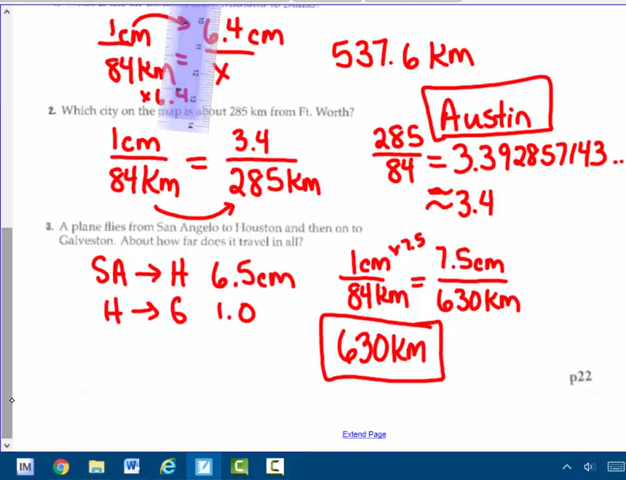 1cm 6.4cm
84km = x
x6.4
537.6 km
2. Which city on the map is about 285 km from Ft. Worth?
Austin
1cm 3.4
84Km = 285km
285
84 = 3.392857143...
≈3.4
3. A plane flies from San Angelo to Houston and then on to
Galveston. About how far does it travel in all?
SA → H 6.5cm
H → G 1.0
1cm x7.5 7.5cm
84km = 630km
630km
p22
Extend Page